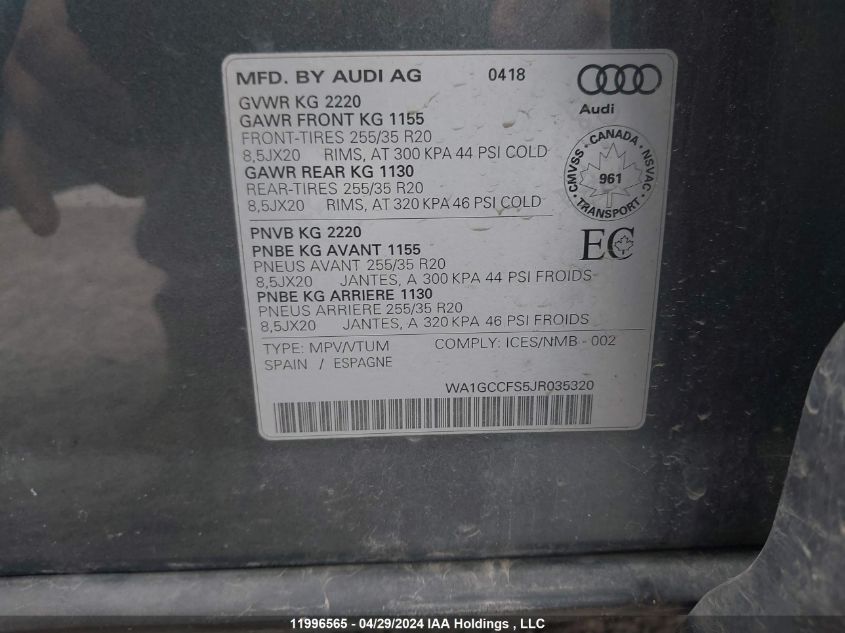 MFD. BY AUDI AG 0418
Audi
GVWR KG 2220
GAWR FRONT KG 1155
FRONT-TIRES 255/35 R20
8,5JX20 RIMS, AT 300 KPA 44 PSI COLD
GAWR REAR KG 1130
REAR-TIRES 255/35 R20
8,5JX20 RIMS, AT 320 KPA 46 PSI COLD
CANADA
CMVSS 961 NSVAC
TRANSPORT
EC
PNVB KG 2220
PNBE KG AVANT 1155
PNEUS AVANT 255/35 R20
8,5JX20 JANTES, A 300 KPA 44 PSI FROIDS
PNBE KG ARRIERE 1130
PNEUS ARRIERE 255/35 R20
8,5JX20 JANTES, A 320 KPA 46 PSI FROIDS
TYPE: MPV/VTUM COMPLY: ICES/NMB - 002
SPAIN / ESPAGNE
WA1GCCFS5JR035320
11996565 - 04/29/2024 IAA Holdings , LLC